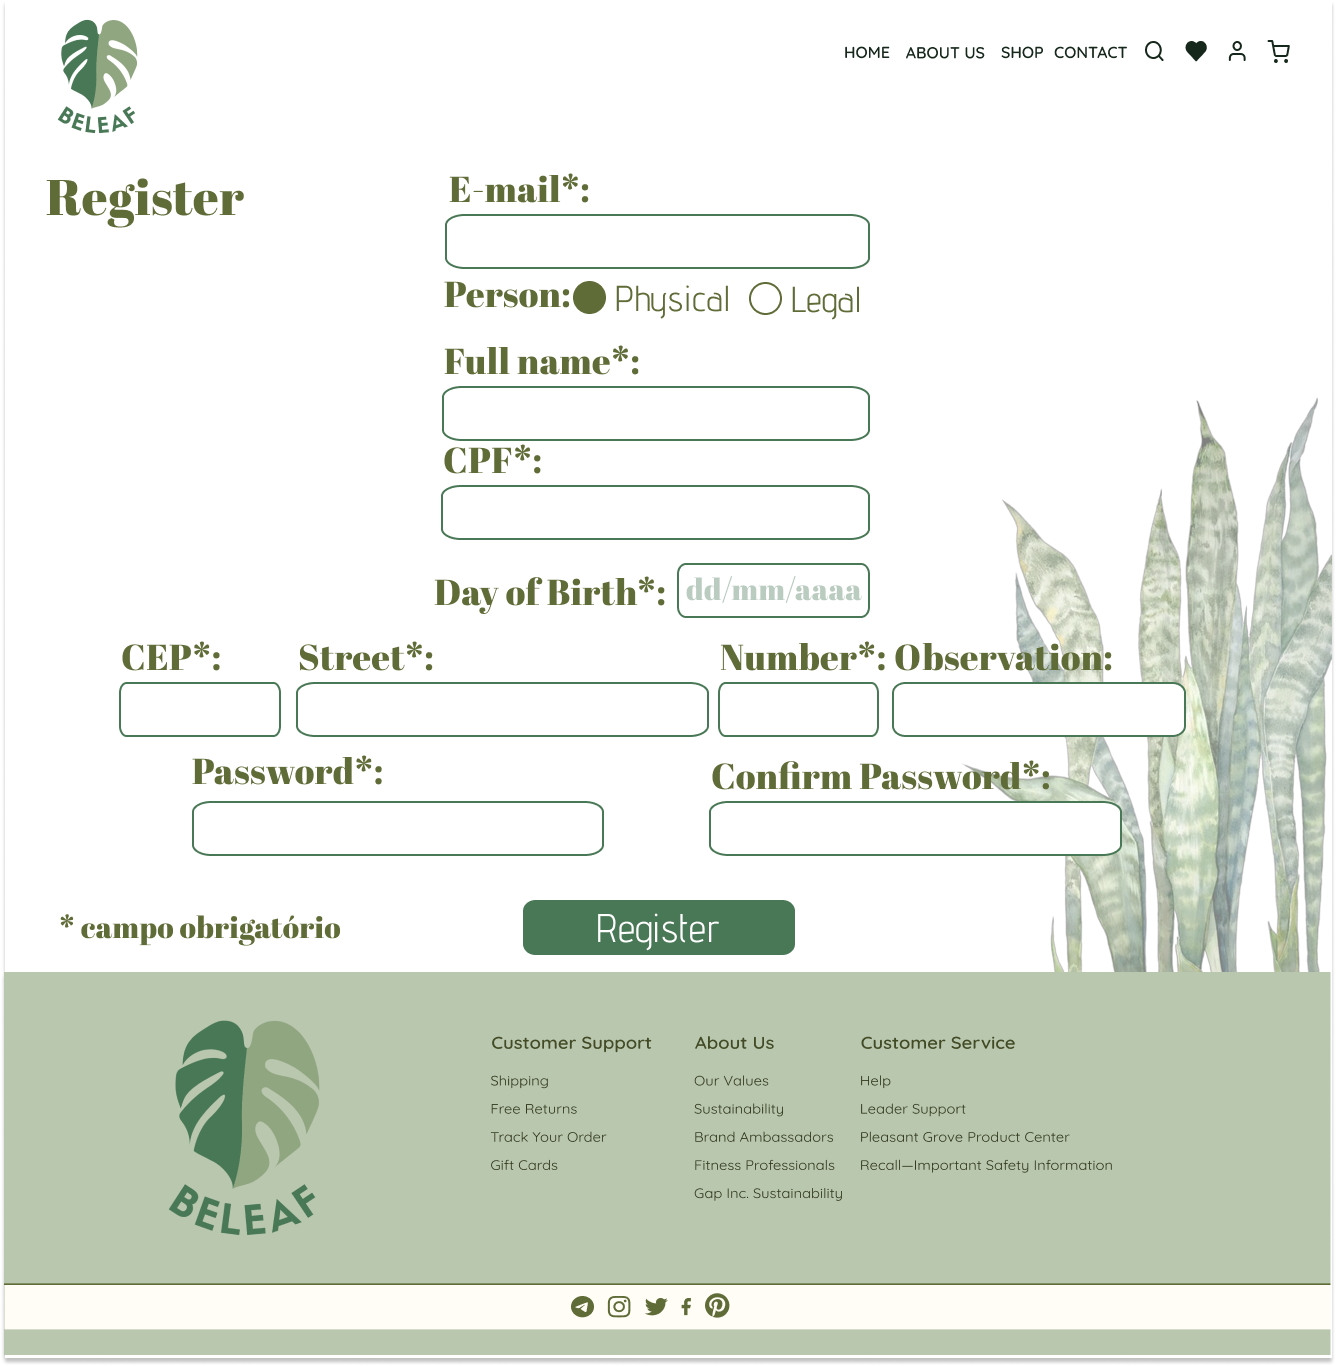 BELEAF
HOME ABOUT US SHOP CONTACT
Register
E-mail*:
Person: Physical Legal
Full name*:
CPF*:
Day of Birth*: dd/mm/aaaa
CEP*: Street*: Number*: Observation:
Password*: Confirm Password*:
* campo obrigatório
Register
BELEAF
Customer Support
Shipping
Free Returns
Track Your Order
Gift Cards
About Us
Our Values
Sustainability
Brand Ambassadors
Fitness Professionals
Gap Inc. Sustainability
Customer Service
Help
Leader Support
Pleasant Grove Product Center
Recall—Important Safety Information